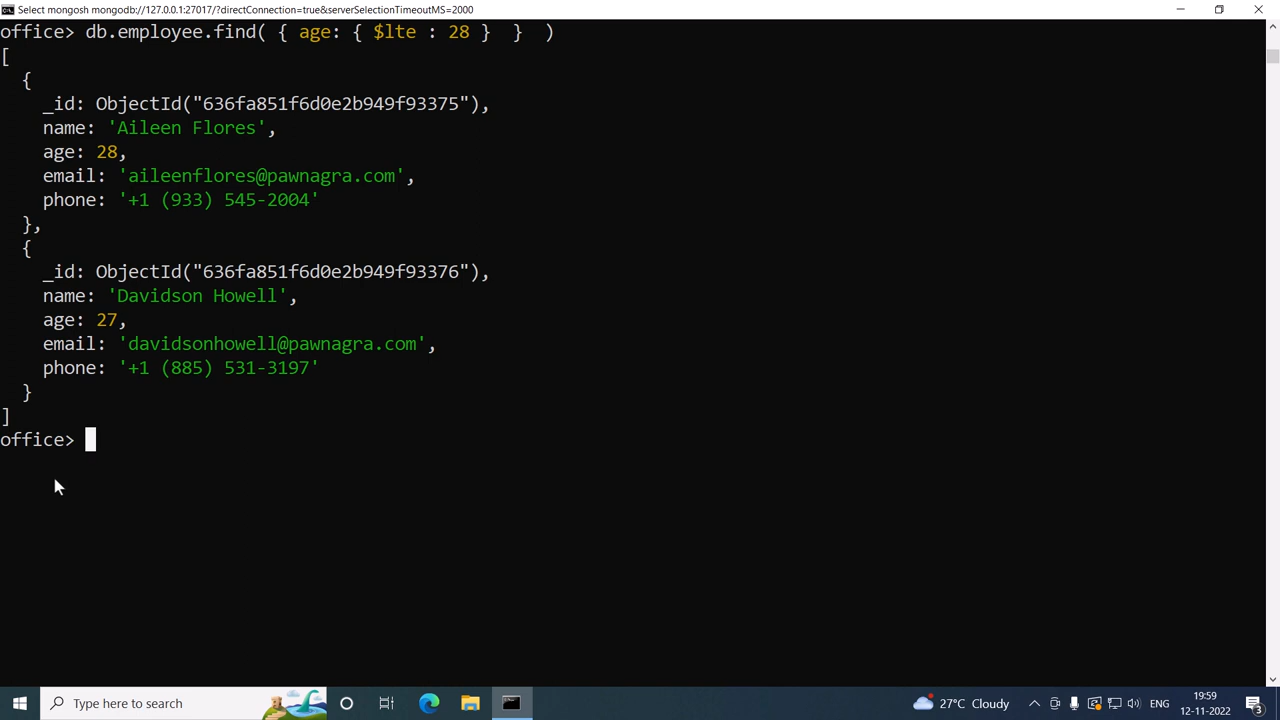 Select mongosh mongodb://127.0.0.1:27017/?directConnection=true&serverSelectionTimeoutMS=2000
office> db.employee.find( { age: { $lte : 28 }  }  )
[
  {
    _id: ObjectId("636fa851f6d0e2b949f93375"),
    name: 'Aileen Flores',
    age: 28,
    email: 'aileenflores@pawnagra.com',
    phone: '+1 (933) 545-2004'
  },
  {
    _id: ObjectId("636fa851f6d0e2b949f93376"),
    name: 'Davidson Howell',
    age: 27,
    email: 'davidsonhowell@pawnagra.com',
    phone: '+1 (885) 531-3197'
  }
]
office>
Type here to search
27°C Cloudy
ENG
19:59
12-11-2022
3